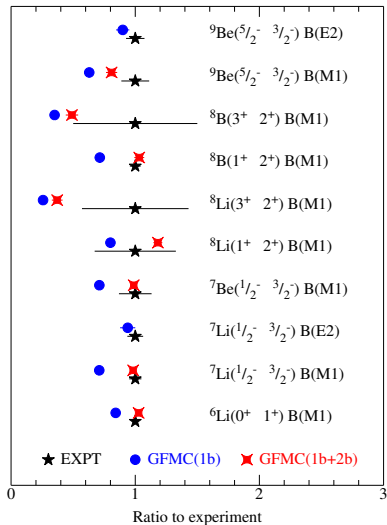 ⁹Be(⁵/₂⁻ ³/₂⁻) B(E2)
⁹Be(⁵/₂⁻ ³/₂⁻) B(M1)
⁸B(3⁺ 2⁺) B(M1)
⁸B(1⁺ 2⁺) B(M1)
⁸Li(3⁺ 2⁺) B(M1)
⁸Li(1⁺ 2⁺) B(M1)
⁷Be(¹/₂⁻ ³/₂⁻) B(M1)
⁷Li(¹/₂⁻ ³/₂⁻) B(E2)
⁷Li(¹/₂⁻ ³/₂⁻) B(M1)
⁶Li(0⁺ 1⁺) B(M1)
EXPT GFMC(1b) GFMC(1b+2b)
0 1 2 3
Ratio to experiment